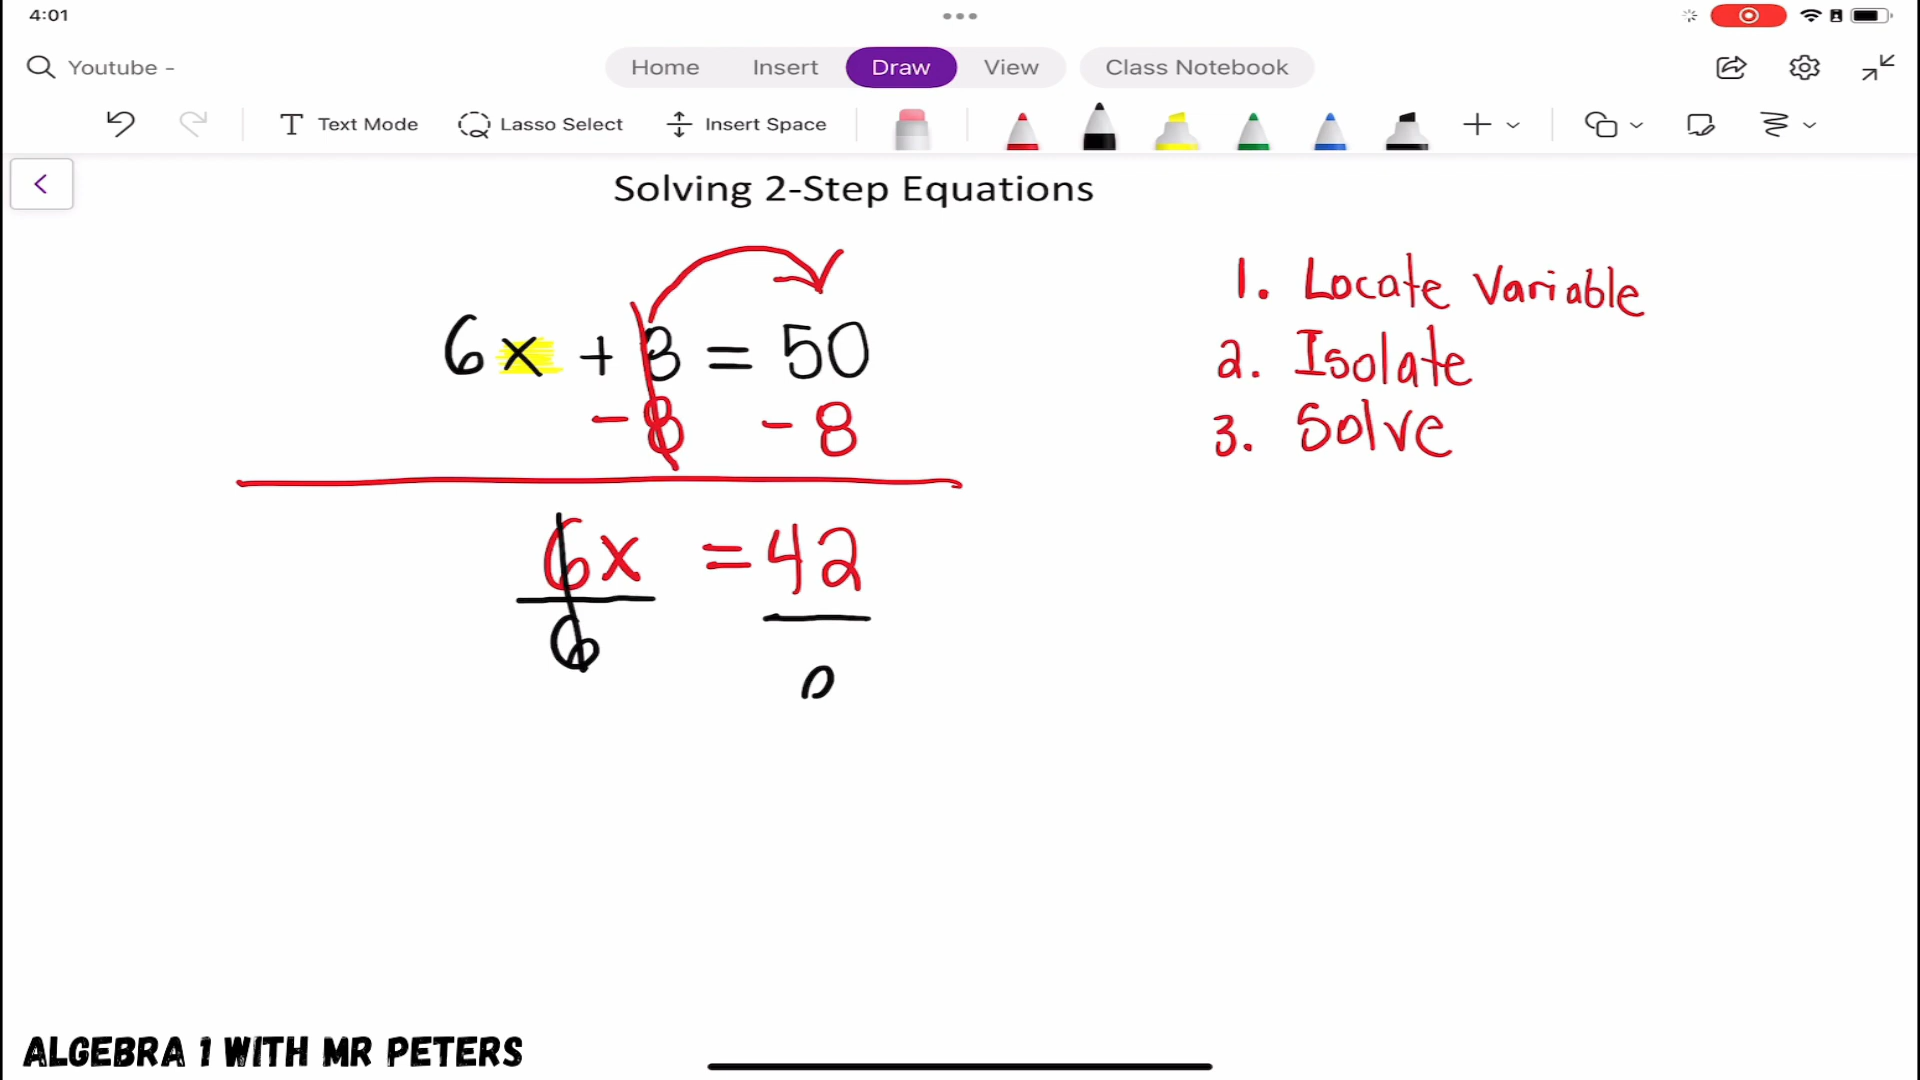 4:01
Youtube -
Home Insert Draw View Class Notebook
Text Mode Lasso Select Insert Space
Solving 2-Step Equations
6x + 8 = 50
- 8 - 8
6x = 42
6
1. Locate Variable
2. Isolate
3. Solve
ALGEBRA 1 WITH MR PETERS